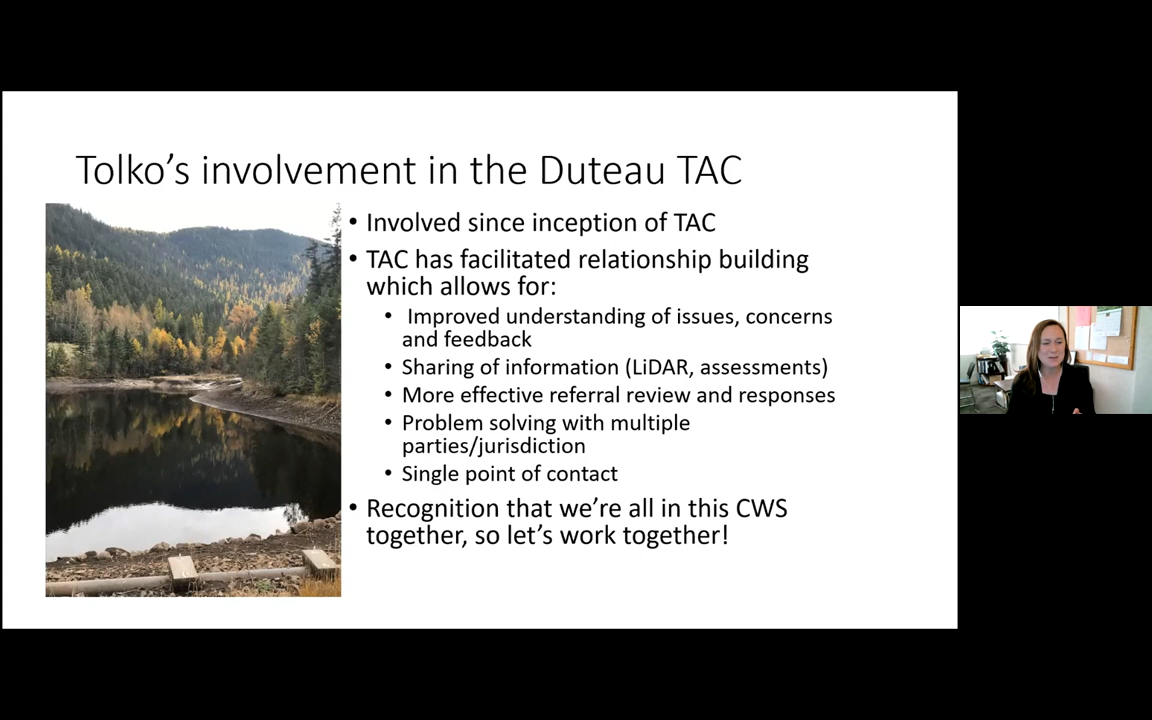 Tolko’s involvement in the Duteau TAC
• Involved since inception of TAC
• TAC has facilitated relationship building
which allows for:
• Improved understanding of issues, concerns
and feedback
• Sharing of information (LiDAR, assessments)
• More effective referral review and responses
• Problem solving with multiple
parties/jurisdiction
• Single point of contact
• Recognition that we’re all in this CWS
together, so let’s work together!